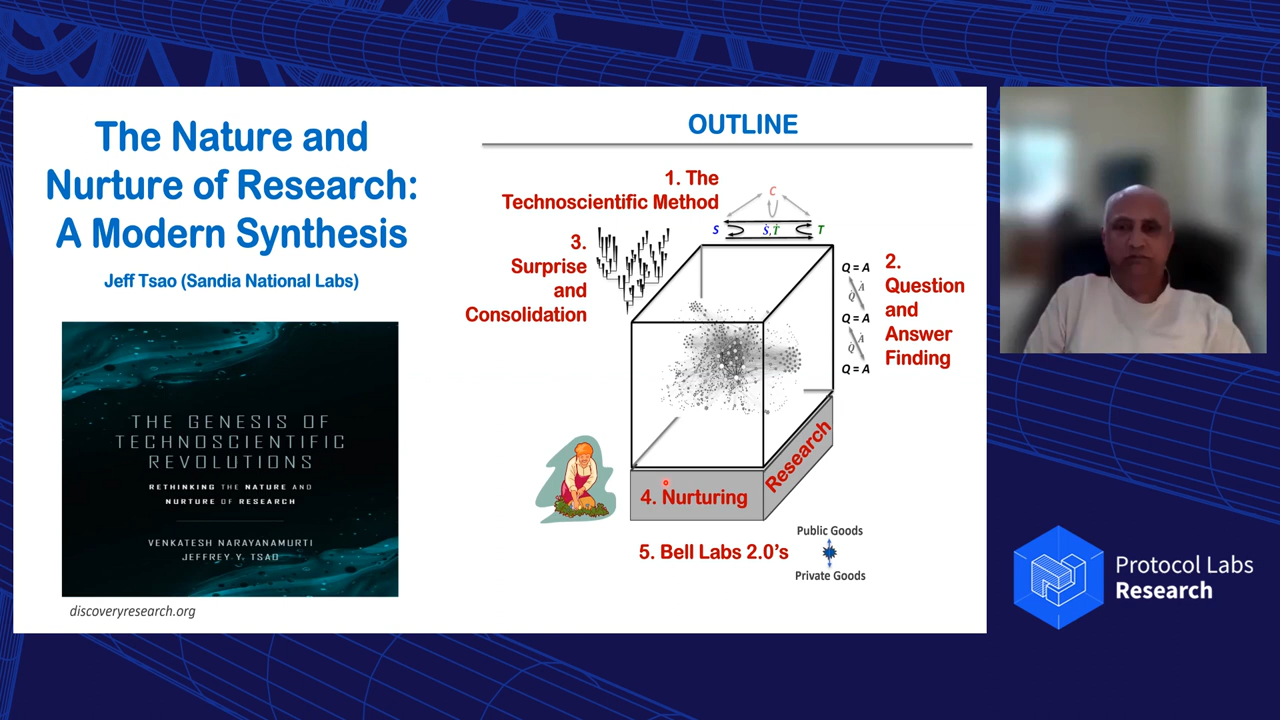 The Nature and
Nurture of Research:
A Modern Synthesis
Jeff Tsao (Sandia National Labs)
THE GENESIS OF
TECHNOSCIENTIFIC
REVOLUTIONS
RETHINKING THE NATURE AND
NURTURE OF RESEARCH
VENKATESH NARAYANAMURTI
JEFFREY Y. TSAO
discoveryresearch.org
OUTLINE
1. The
Technoscientific Method
C
S
Ṡ,Ṫ
T
3.
Surprise
and
Consolidation
Q = A
Q̇ Ȧ
Q = A
Q̇ Ȧ
Q = A
2.
Question
and
Answer
Finding
4. Nurturing
Research
5. Bell Labs 2.0's
Public Goods
Private Goods
Protocol Labs
Research